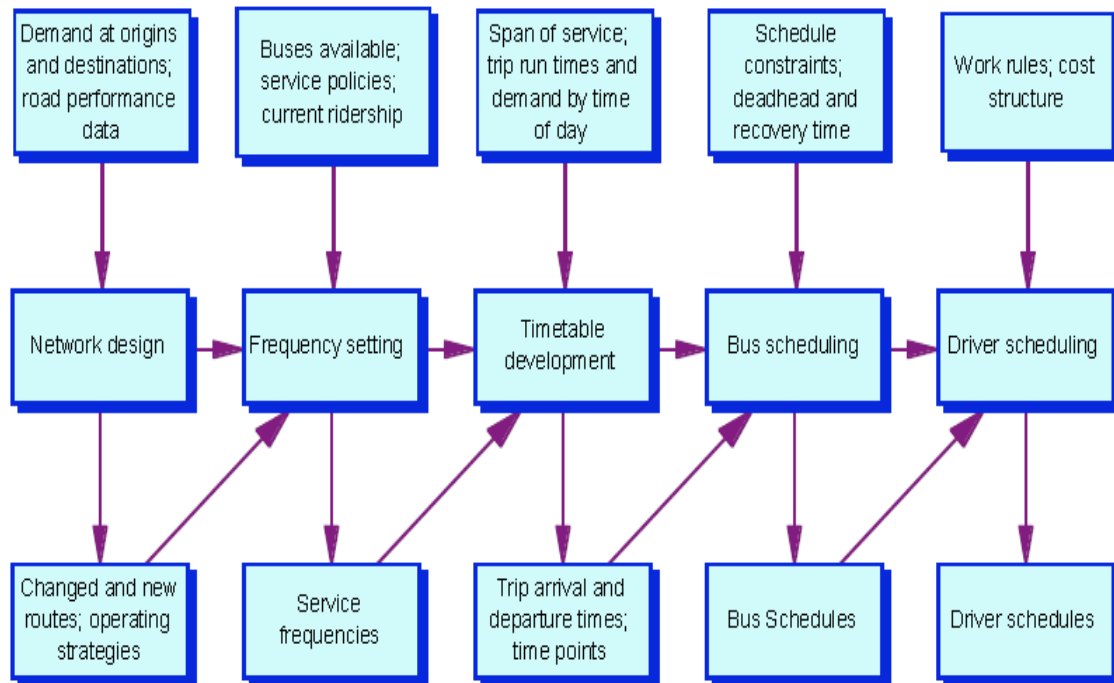 Demand at origins
and destinations;
road performance
data
Buses available;
service policies;
current ridership
Span of service;
trip run times and
demand by time
of day
Schedule
constraints;
deadhead and
recovery time
Work rules; cost
structure
Network design
Frequency setting
Timetable
development
Bus scheduling
Driver scheduling
Changed and new
routes; operating
strategies
Service
frequencies
Trip arrival and
departure times;
time points
Bus Schedules
Driver schedules